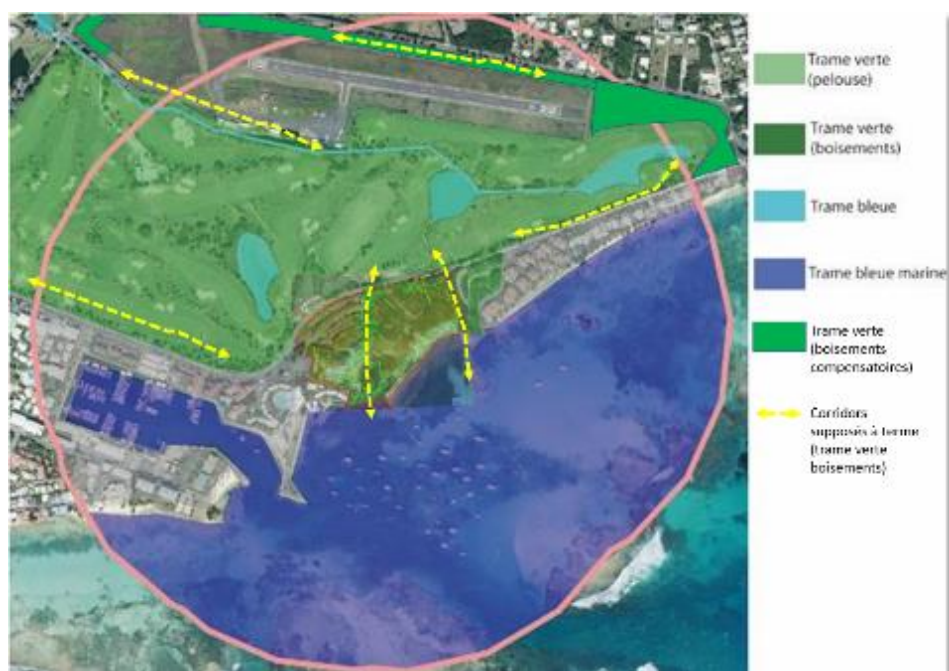 Trame verte
(pelouse)
Trame verte
(boisements)
Trame bleue
Trame bleue marine
Trame verte
(boisements
compensatoires)
Corridors
supposés à terme
(trame verte
boisements)